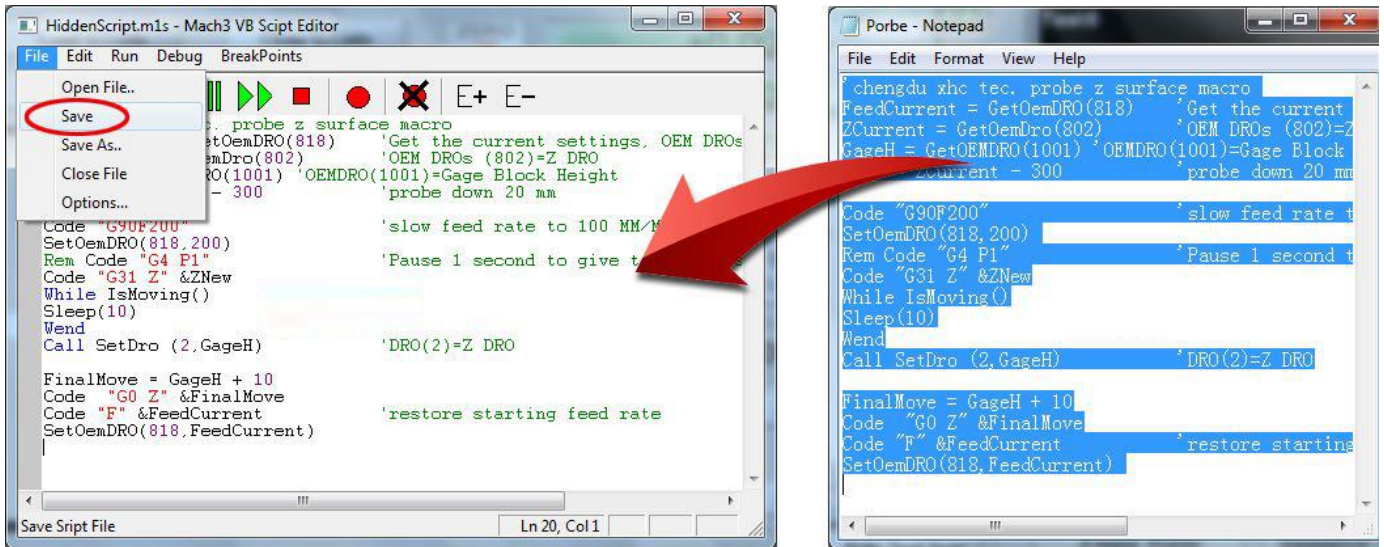 HiddenScript.m1s - Mach3 VB Scipt Editor
File Edit Run Debug BreakPoints
Open File..
Save
Save As..
Close File
Options...
E+ E-
. probe z surface macro
etOemDRO(818) 'Get the current settings, OEM DROs
emDro(802) 'OEM DROs (802)=Z DRO
RO(1001) 'OEMDRO(1001)=Gage Block Height
- 300 'probe down 20 mm
Code "G90F200" 'slow feed rate to 100 MM/M
SetOemDRO(818,200)
Rem Code "G4 P1" 'Pause 1 second to give t
Code "G31 Z" &ZNew
While IsMoving()
Sleep(10)
Wend
Call SetDro (2,GageH) 'DRO(2)=Z DRO
FinalMove = GageH + 10
Code "G0 Z" &FinalMove
Code "F" &FeedCurrent 'restore starting feed rate
SetOemDRO(818,FeedCurrent)
Save Sript File
Ln 20, Col 1
Porbe - Notepad
File Edit Format View Help
'chengdu xhc tec. probe z surface macro
FeedCurrent = GetOemDRO(818) 'Get the current
ZCurrent = GetOemDro(802) 'OEM DROs (802)=Z
GageH = GetOEMDRO(1001) 'OEMDRO(1001)=Gage Block
ZCurrent - 300 'probe down 20 mm
Code "G90F200" 'slow feed rate t
SetOemDRO(818,200)
Rem Code "G4 P1" 'Pause 1 second t
Code "G31 Z" &ZNew
While IsMoving()
Sleep(10)
Wend
Call SetDro (2,GageH) 'DRO(2)=Z DRO
FinalMove = GageH + 10
Code "G0 Z" &FinalMove
Code "F" &FeedCurrent 'restore starting
SetOemDRO(818,FeedCurrent)